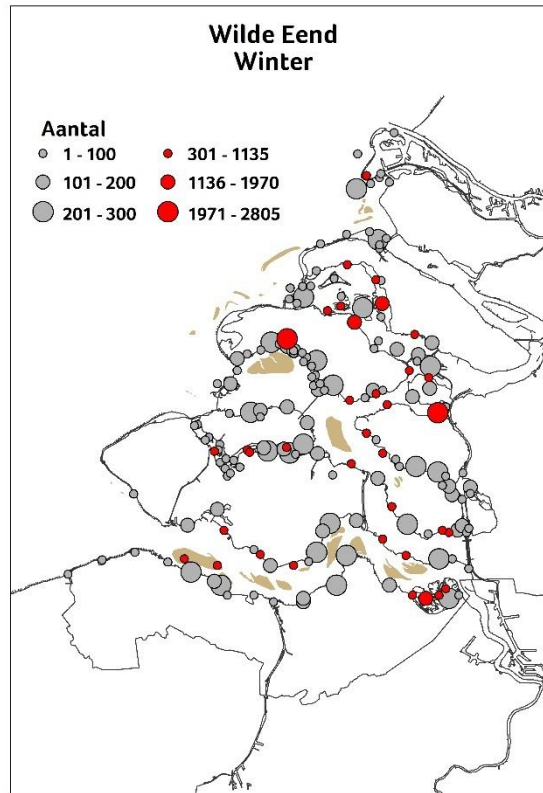 Wilde Eend
Winter
Aantal
1 - 100
301 - 1135
101 - 200
1136 - 1970
201 - 300
1971 - 2805